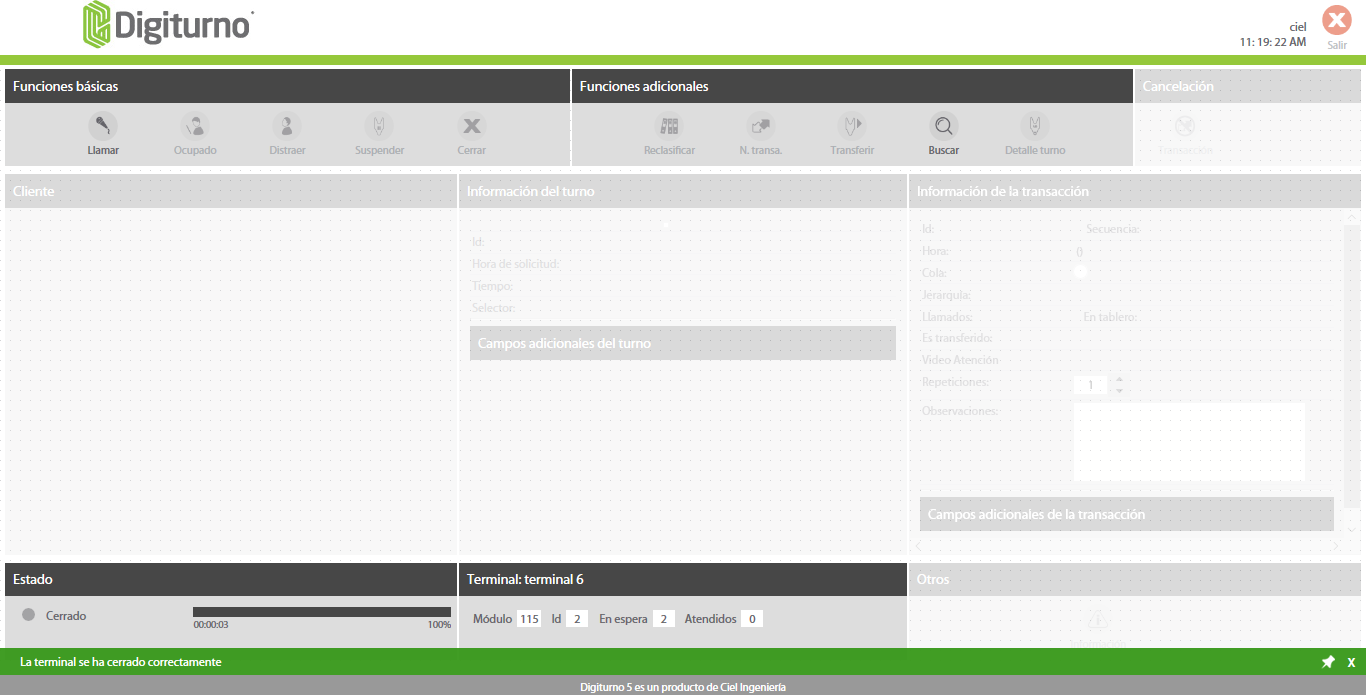 Digiturno
ciel
11: 19: 22 AM
Salir
Funciones básicas
Funciones adicionales
Cancelación
Llamar
Ocupado
Distraer
Suspender
Cerrar
Reclasificar
N. transa.
Transferir
Buscar
Detalle turno
Cliente
Información del turno
Información de la transacción
Id:
Hora de solicitud:
Tiempo:
Selector:
Campos adicionales del turno
Id:
Secuencia:
Hora:
()
Cola:
Jerarquía:
Llamados:
En tablero:
Es transferido:
Video Atención
Repeticiones:
1
Observaciones:
Campos adicionales de la transacción
Estado
Terminal: terminal 6
Otros
Cerrado
00:00:03
100%
Módulo 115 Id 2 En espera 2 Atendidos 0
Información
La terminal se ha cerrado correctamente
X
Digiturno 5 es un producto de Ciel Ingeniería